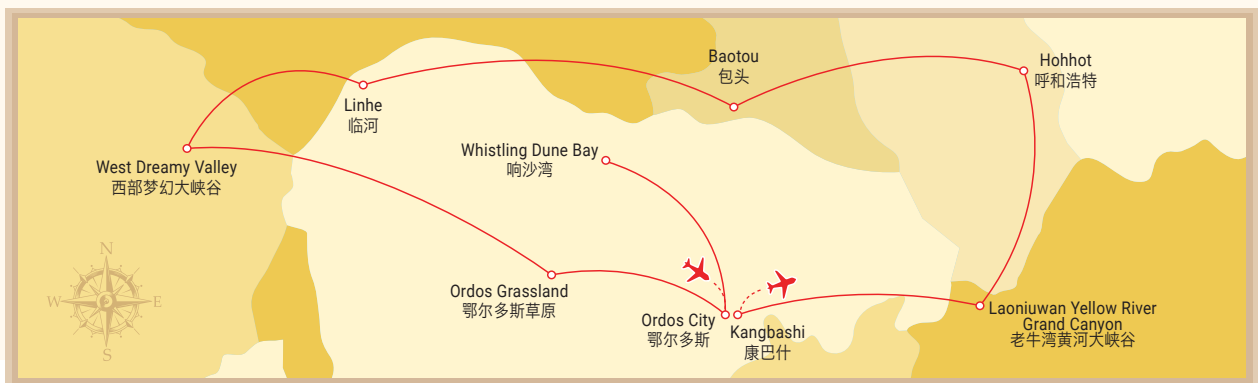 Baotou
包头
Hohhot
呼和浩特
Linhe
临河
Whistling Dune Bay
响沙湾
West Dreamy Valley
西部梦幻大峡谷
N
W
E
S
Ordos Grassland
鄂尔多斯草原
Ordos City
鄂尔多斯
Kangbashi
康巴什
Laoniuwan Yellow River
Grand Canyon
老牛湾黄河大峡谷